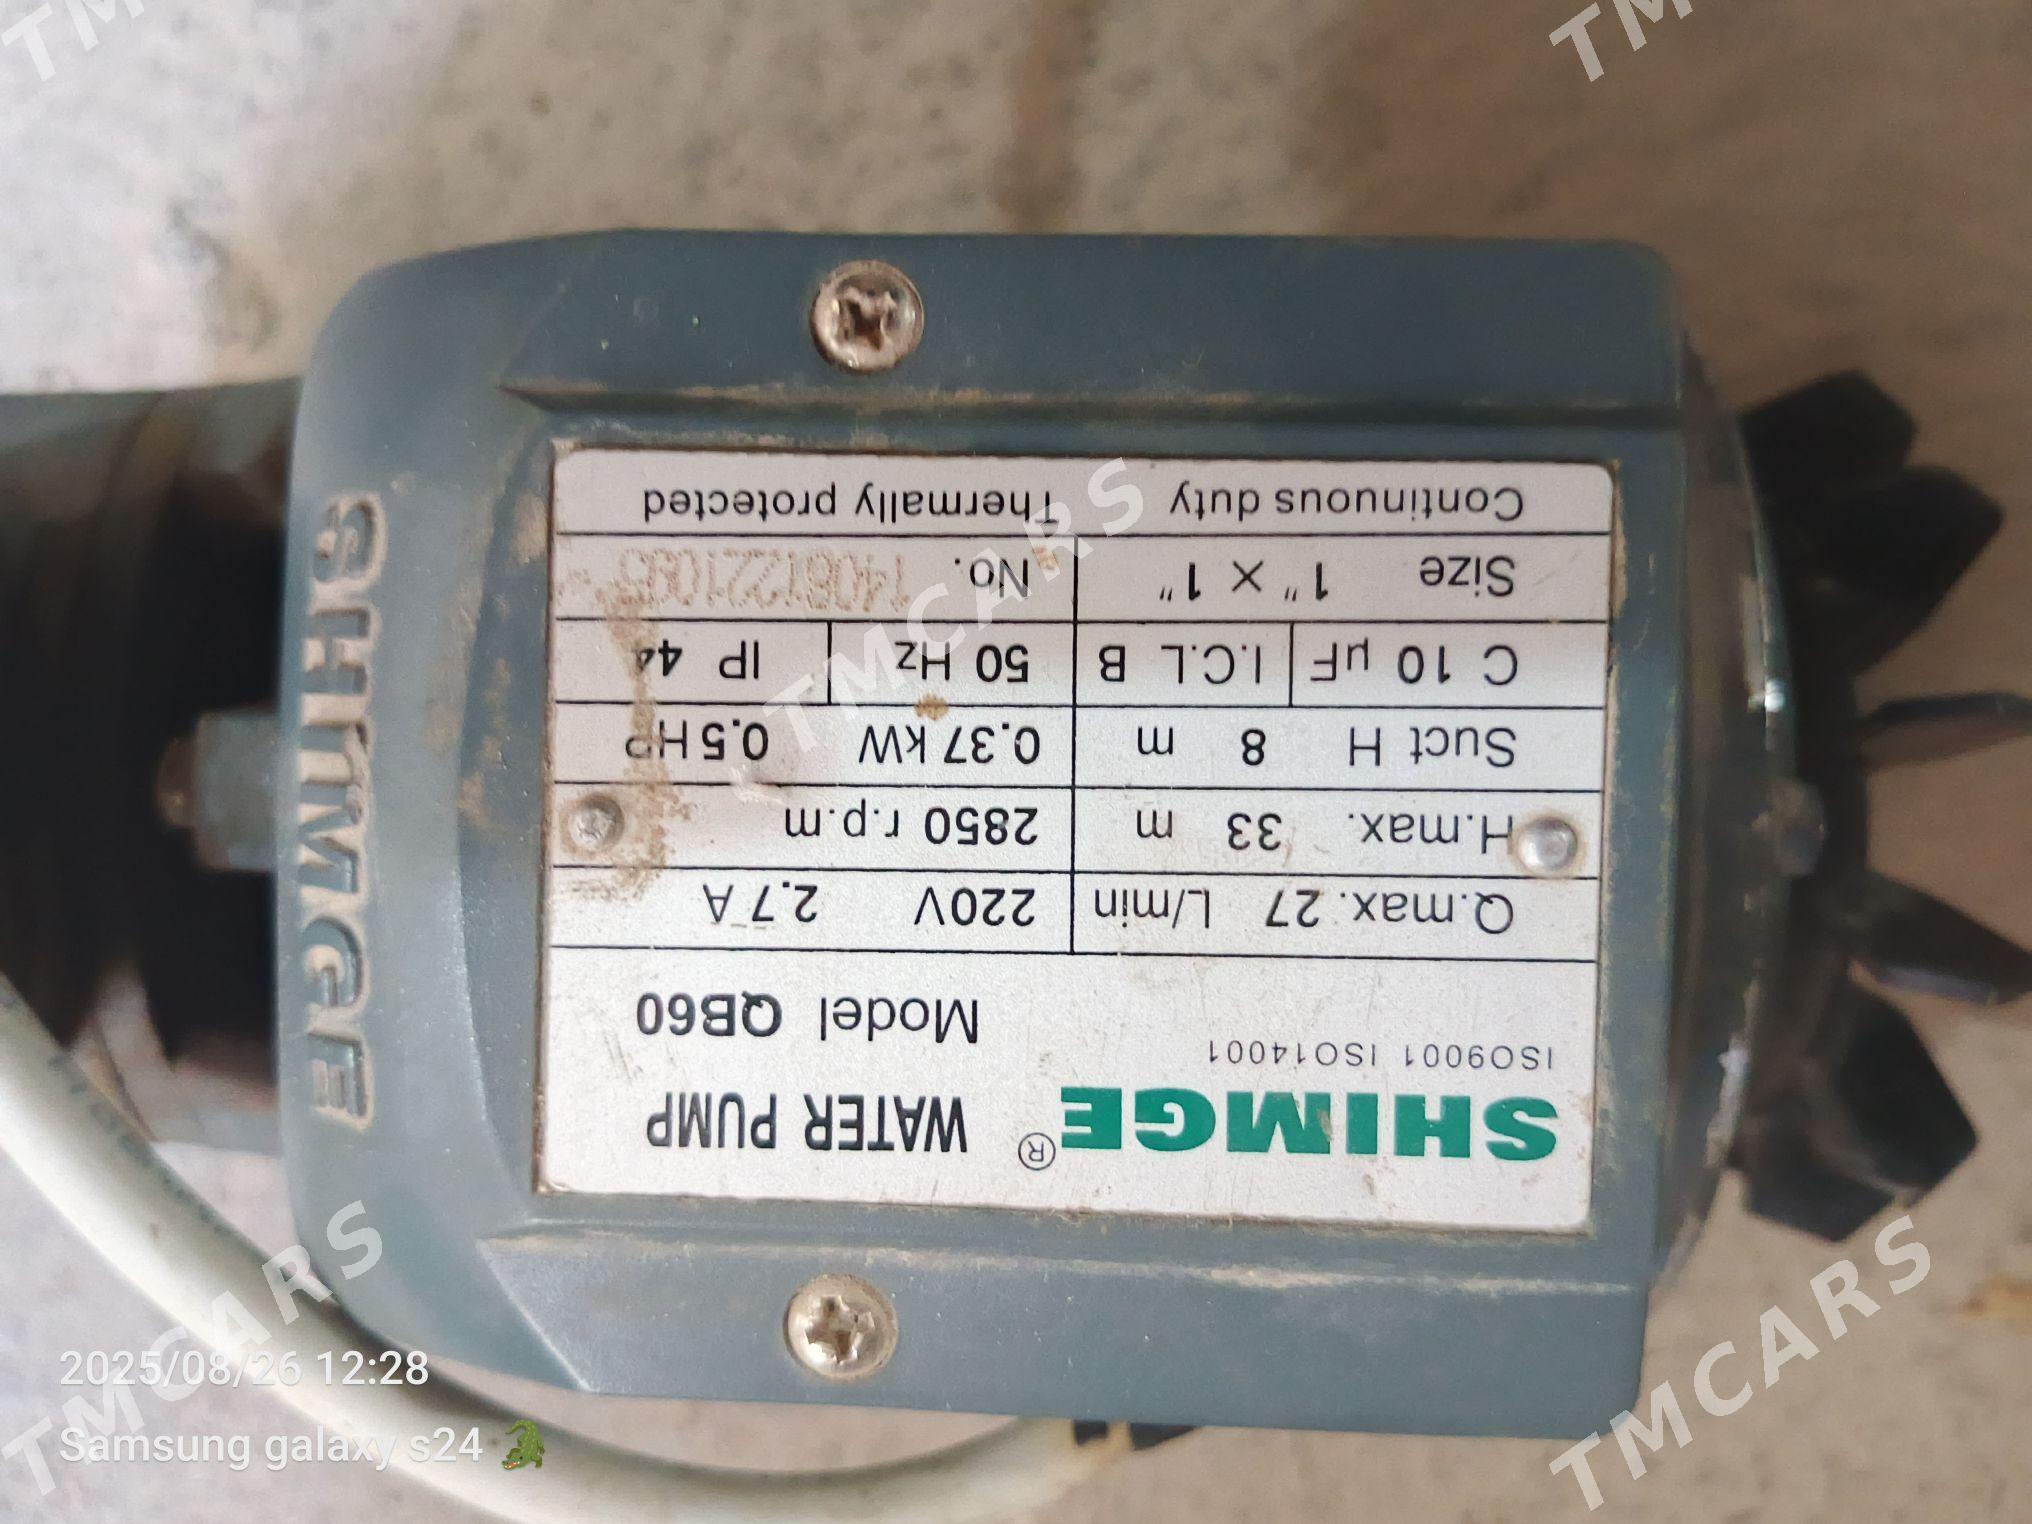 SHIMGE® WATER PUMP
ISO9001 ISO14001 Model QB60
Q.max. 27 L/min 220V 2.7 A
H.max. 33 m 2850 r.p.m
Suct H 8 m 0.37 kW 0.5 HP
C 10 µF I.C.L B 50 Hz IP 44
Size 1" × 1" No.
Continuous duty Thermally protected
SHIMGE
2025/08/26 12:28
Samsung galaxy s24
TMCARS
TMCARS
TMCARS